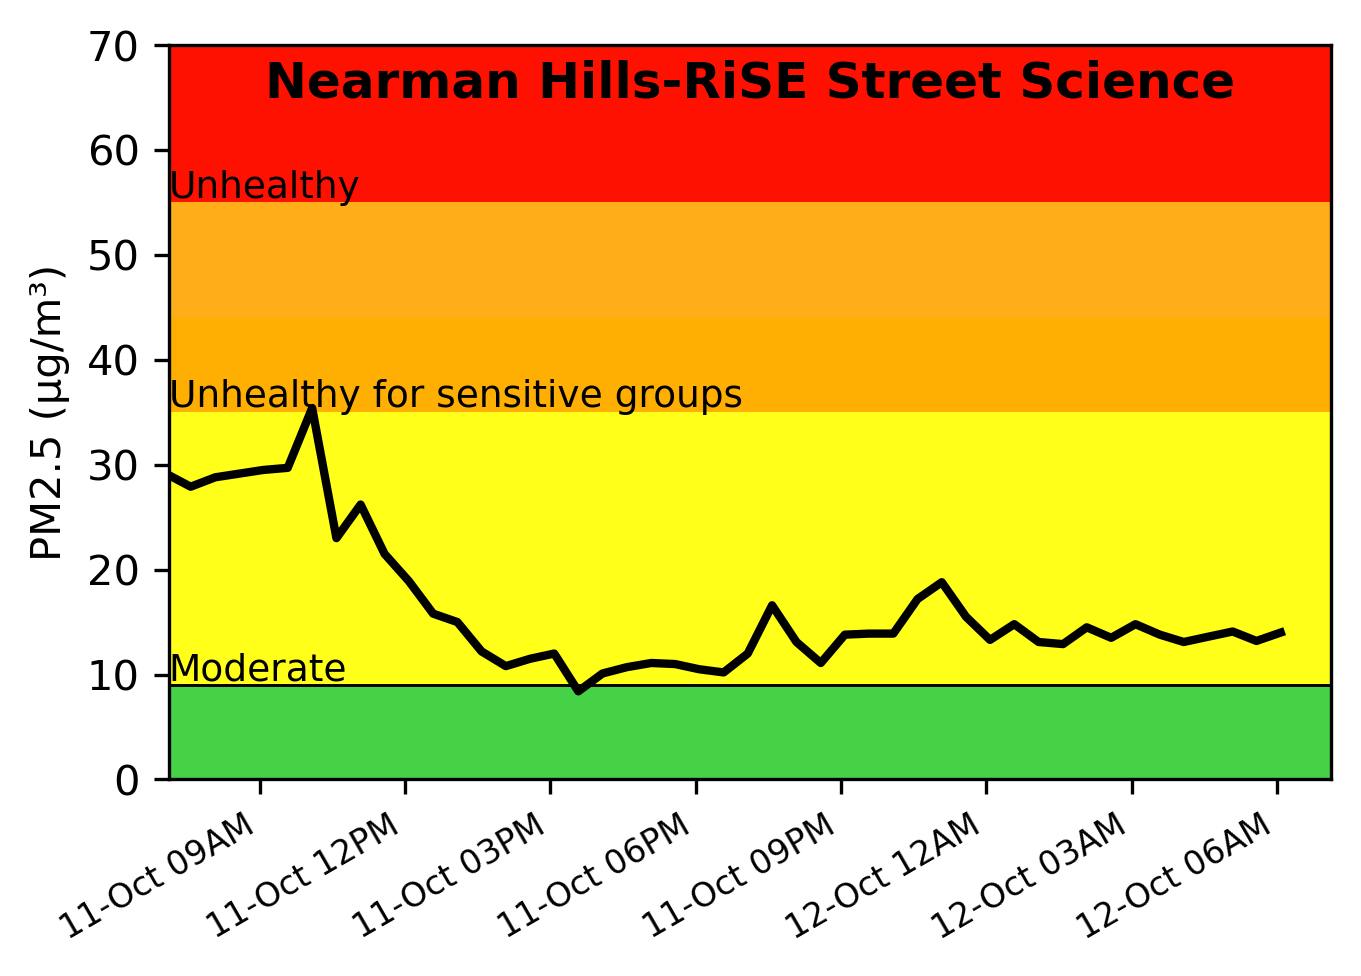 Nearman Hills-RiSE Street Science
PM2.5 (µg/m³)
70
60
50
40
30
20
10
0
Unhealthy
Unhealthy for sensitive groups
Moderate
11-Oct 09AM
11-Oct 12PM
11-Oct 03PM
11-Oct 06PM
11-Oct 09PM
12-Oct 12AM
12-Oct 03AM
12-Oct 06AM